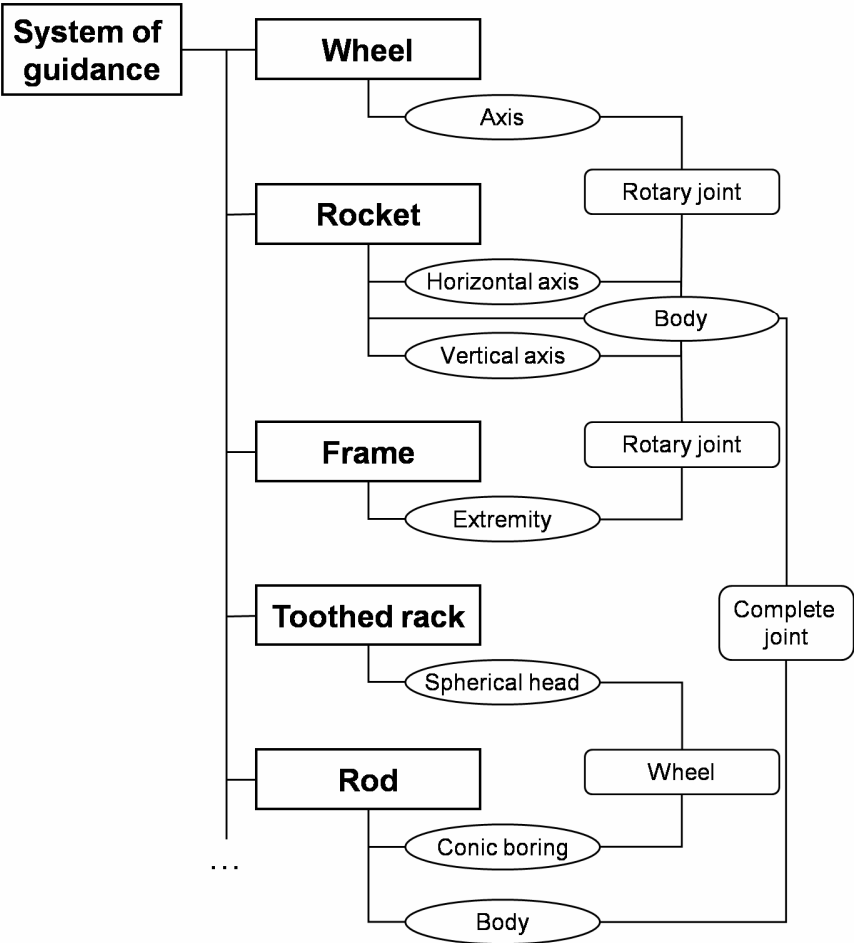 System of
guidance
Wheel
Axis
Rotary joint
Rocket
Horizontal axis
Body
Vertical axis
Rotary joint
Frame
Extremity
Toothed rack
Complete
joint
Spherical head
Wheel
Rod
Conic boring
...
Body